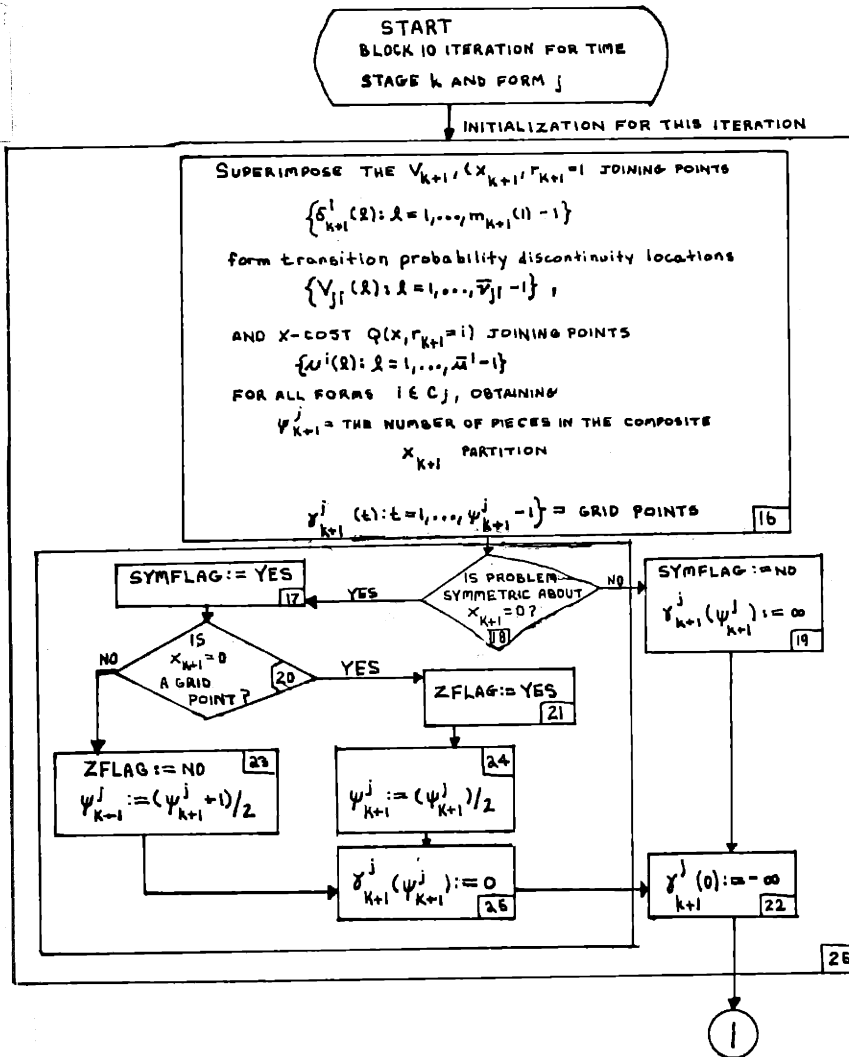 START
BLOCK 10 ITERATION FOR TIME
STAGE k AND FORM j
INITIALIZATION FOR THIS ITERATION
SUPERIMPOSE THE V_{k+1}, (x_{k+1}, r_{k+1}=1 JOINING POINTS
{δ^i_{k+1}(ℓ): ℓ = 1,...,m_{k+1}(i) - 1}
form transition probability discontinuity locations
{V_{ji}(ℓ): ℓ = 1,..., ν̄_{ji} - 1} ,
AND X-COST Q(x, r_{k+1}=i) JOINING POINTS
{μ^i(ℓ): ℓ = 1,..., μ̄^i - 1}
FOR ALL FORMS i ∈ C_j, OBTAINING
ψ^j_{k+1} = THE NUMBER OF PIECES IN THE COMPOSITE
x_{k+1} PARTITION
γ^j_{k+1} (t): t = 1,..., ψ^j_{k+1} - 1} = GRID POINTS
16
SYMFLAG := YES
17
YES
IS PROBLEM
SYMMETRIC ABOUT
x_{k+1} = 0?
18
NO
SYMFLAG := NO
γ^j_{k+1}(ψ^j_{k+1}) := ∞
19
NO
IS
x_{k+1} = 0
A GRID
POINT?
20
YES
ZFLAG := YES
21
ZFLAG := NO
23
ψ^j_{k+1} := (ψ^j_{k+1} + 1)/2
24
ψ^j_{k+1} := (ψ^j_{k+1})/2
γ^j_{k+1}(ψ^j_{k+1}) := 0
25
γ^j_{k+1}(0) := -∞
22
26
1